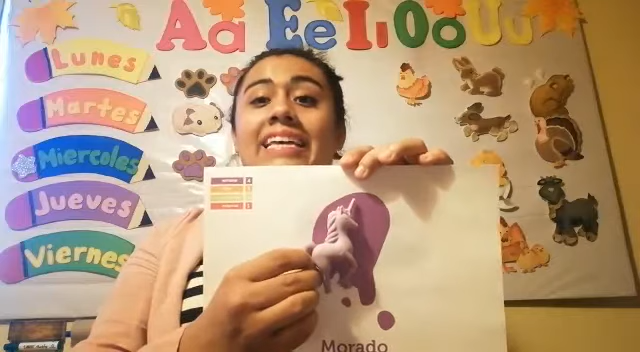 Aa Ee Ii Oo Uu
Lunes
Martes
Miercoles
Jueves
Viernes
Morado